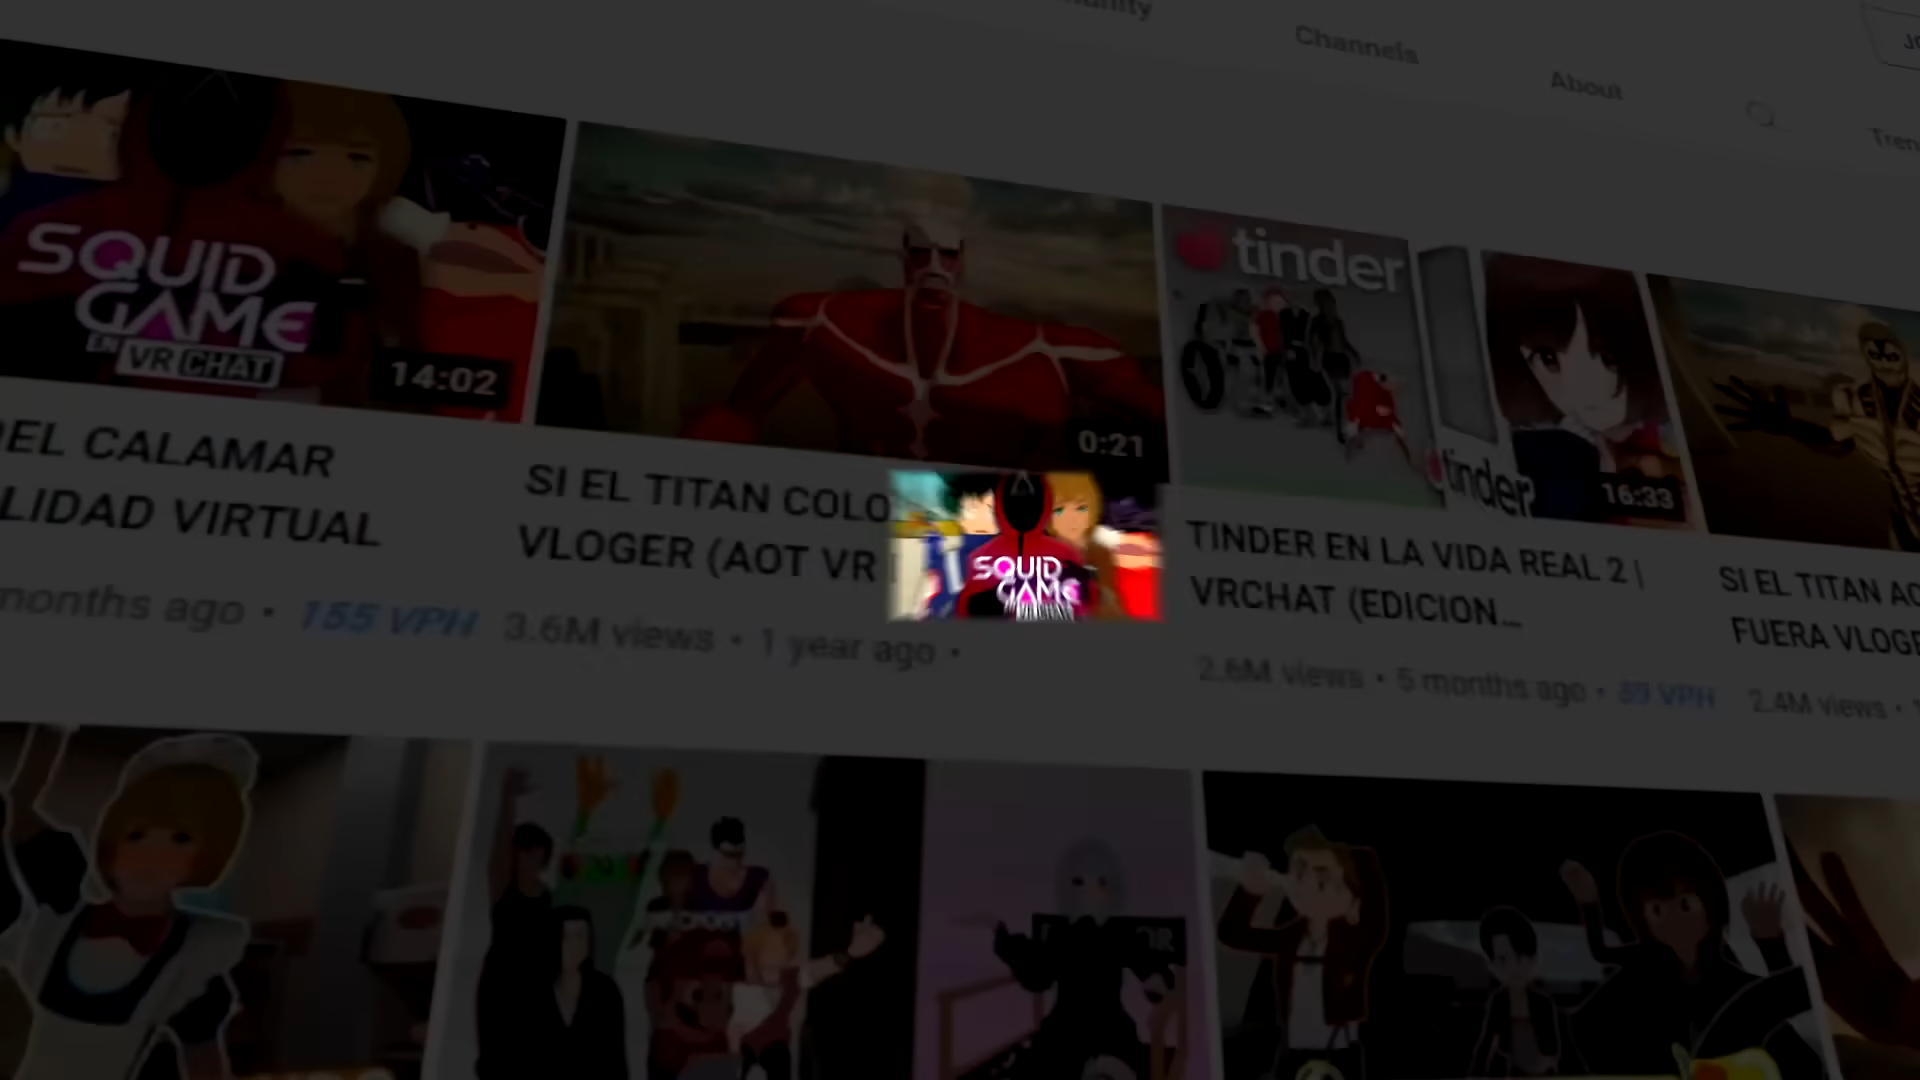 Channels
About
SQUID
GAME
EN VR CHAT
14:02
0:21
tinder
tinder
16:33
DEL CALAMAR
LIDAD VIRTUAL
months ago • 155 VPH
SI EL TITAN COLO
VLOGER (AOT VR
3.6M views • 1 year ago •
SQUID
GAME
TINDER EN LA VIDA REAL 2 |
VRCHAT (EDICION...
2.6M views • 5 months ago • 89 VPH
SI EL TITAN AC
FUERA VLOGE
2.4M views •